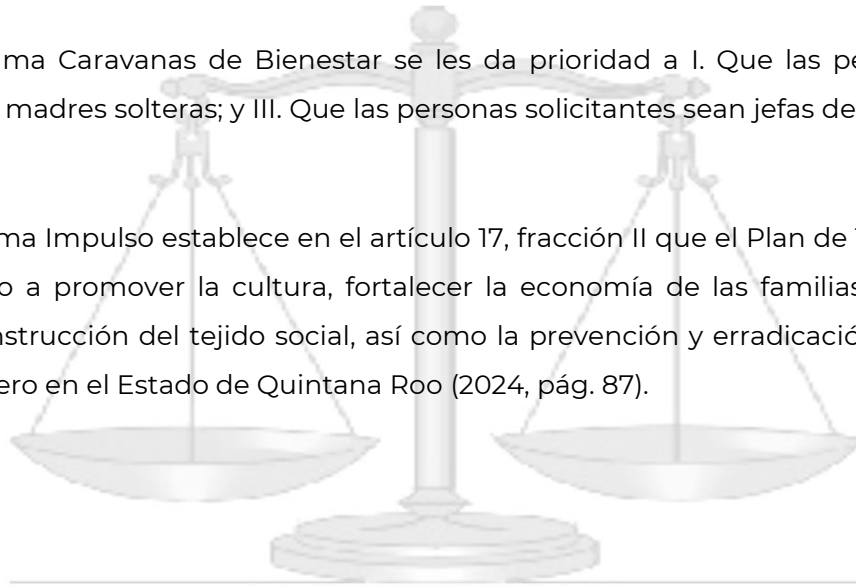 ma Caravanas de Bienestar se les da prioridad a I. Que las pe
madres solteras; y III. Que las personas solicitantes sean jefas de
ma Impulso establece en el artículo 17, fracción II que el Plan de
o a promover la cultura, fortalecer la economía de las familias
nstrucción del tejido social, así como la prevención y erradicació
ero en el Estado de Quintana Roo (2024, pág. 87).